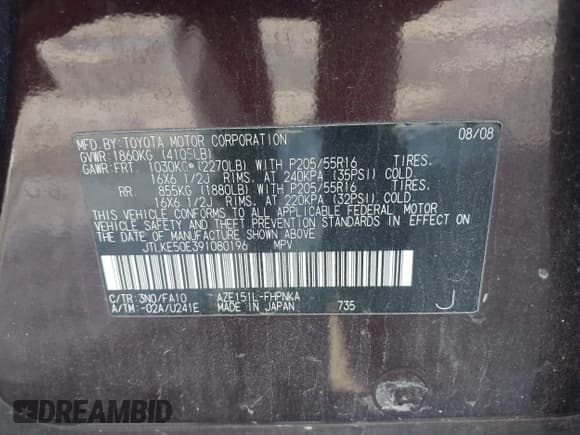 MFD.BY: TOYOTA MOTOR CORPORATION 08/08
GVWR: 1860KG (4105LB)
GAWR: FRT. 1030KG (2270LB) WITH P205/55R16 TIRES.
16X6 1/2J RIMS. AT 240KPA (35PSI) COLD
RR 855KG (1880LB) WITH P205/55R16 TIRES.
16X6 1/2J RIMS. AT 220KPA (32PSI) COLD
THIS VEHICLE CONFORMS TO ALL APPLICABLE FEDERAL MOTOR
VEHICLE SAFETY AND THEFT PREVENTION STANDARDS IN EFFECT ON
THE DATE OF MANUFACTURE SHOWN ABOVE.
JTLKE50E391080196 MPV
C/TR: 3N0/FA10 AZE151L-FHPNKA
A/TM: -02A/U241E MADE IN JAPAN 735 J
DREAMBID